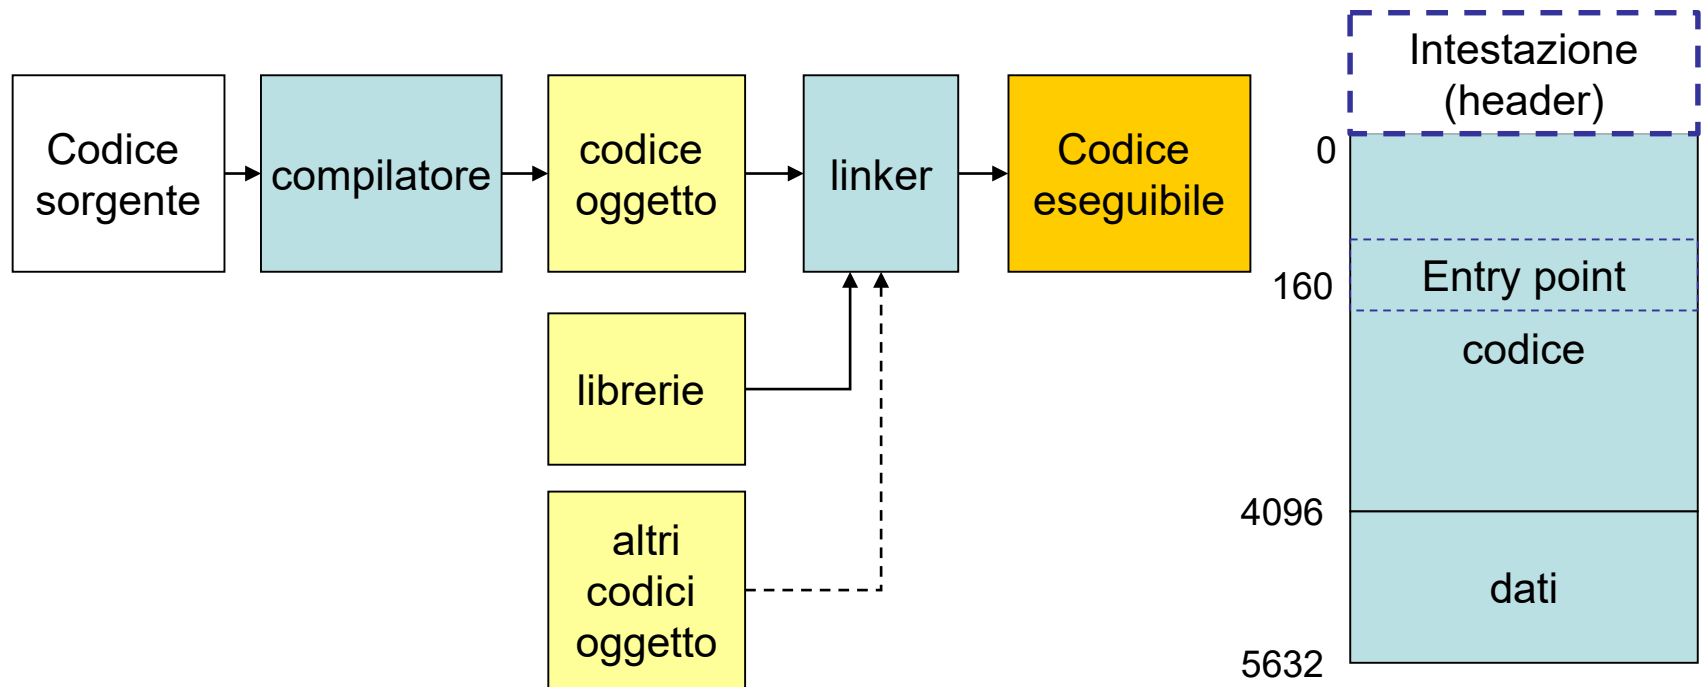 Codice
sorgente
compilatore
codice
oggetto
linker
Codice
eseguibile
librerie
altri
codici
oggetto
Intestazione
(header)
0
160
Entry point
codice
4096
dati
5632